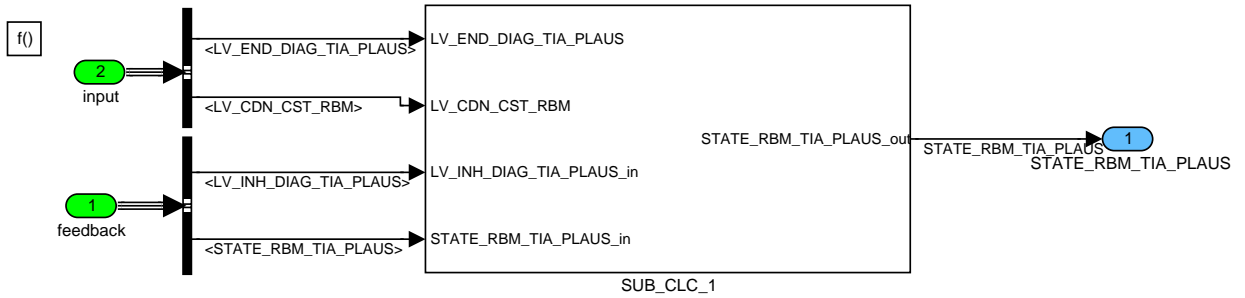 f()
2
input
<LV_END_DIAG_TIA_PLAUS>
<LV_CDN_CST_RBM>
1
feedback
<LV_INH_DIAG_TIA_PLAUS>
<STATE_RBM_TIA_PLAUS>
LV_END_DIAG_TIA_PLAUS
LV_CDN_CST_RBM
LV_INH_DIAG_TIA_PLAUS_in
STATE_RBM_TIA_PLAUS_in
STATE_RBM_TIA_PLAUS_out
SUB_CLC_1
STATE_RBM_TIA_PLAUS
1
STATE_RBM_TIA_PLAUS